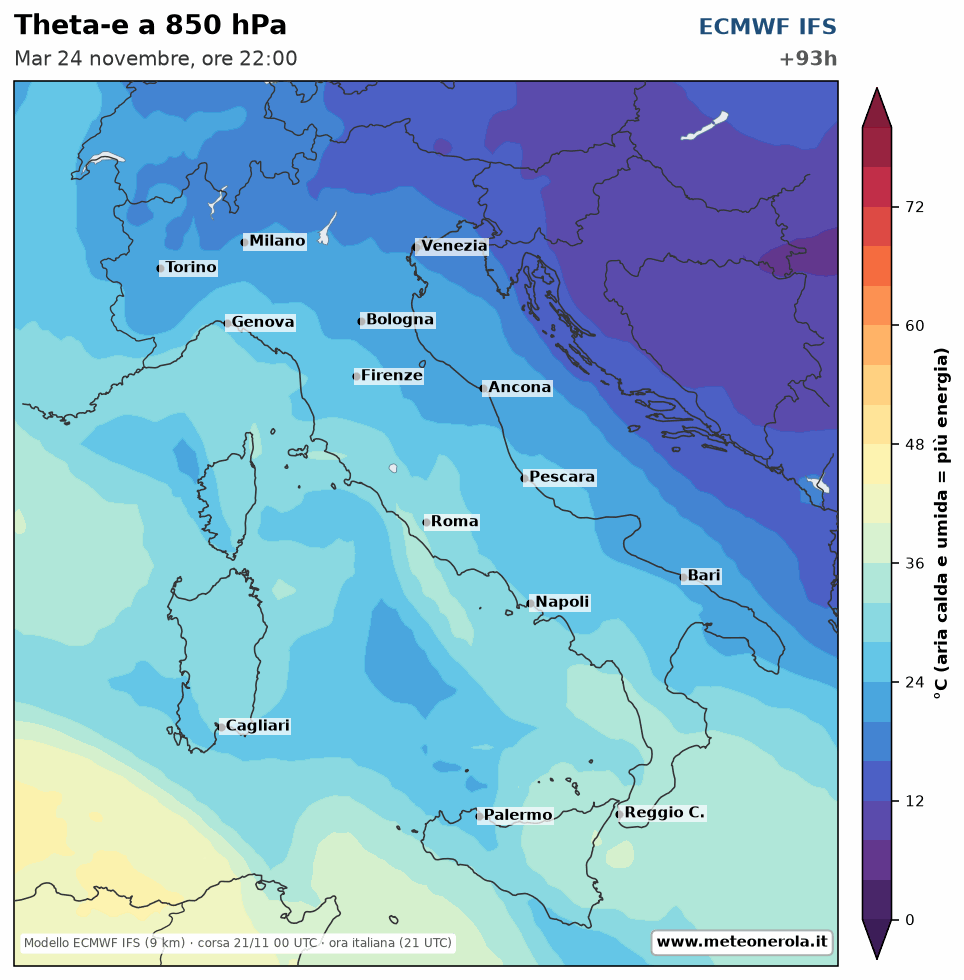 Theta-e a 850 hPa
ECMWF IFS
Mar 24 novembre, ore 22:00
+93h
72
60
48
36
24
12
0
°C (aria calda e umida = più energia)
Milano
Venezia
Torino
Genova
Bologna
Firenze
Ancona
Pescara
Roma
Bari
Napoli
Cagliari
Palermo
Reggio C.
Modello ECMWF IFS (9 km) · corsa 21/11 00 UTC · ora italiana (21 UTC)
www.meteonerola.it